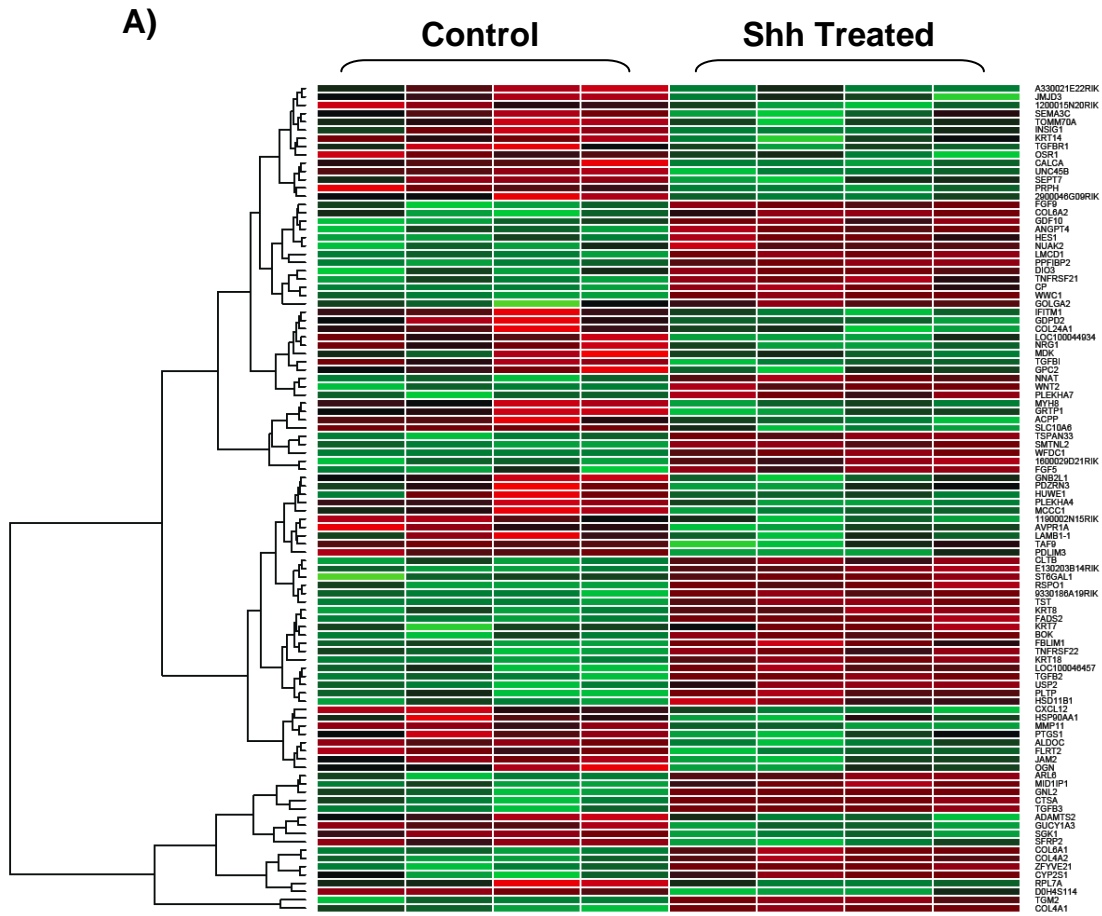 A)
Control
Shh Treated
A330021E22RIK
JMJD3
1200015N20RIK
SEMA3C
TOMM70A
INSIG1
KRT14
TGFBR1
OSR1
CALCA
UNC45B
SEPT7
PRPH
2900046G09RIK
FGF9
COL6A2
GDF10
ANGPT4
HES1
NUAK2
LMCD1
PPFIBP2
DIO3
TNFRSF21
CP
WWC1
GOLGA2
IFITM1
GDPD2
COL24A1
LOC100044934
NRG1
MDK
TGFBI
GPC2
NNAT
WNT2
PLEKHA7
MYH8
GRTP1
ACPP
SLC10A6
TSPAN33
SMTNL2
WFDC1
1600029D21RIK
FGF5
GNB2L1
PDZRN3
HUWE1
PLEKHA4
MCCC1
1190002N15RIK
AVPR1A
LAMB1-1
TAF9
PDLIM3
CLTB
E130203B14RIK
ST6GAL1
RSPO1
9330186A19RIK
TST
KRT8
FADS2
KRT7
BOK
FBLIM1
TNFRSF22
KRT18
LOC100046457
TGFB2
USP2
PLTP
HSD11B1
CXCL12
HSP90AA1
MMP11
PTGS1
ALDOC
FLRT2
JAM2
OGN
ARL6
MID1IP1
GNL2
CTSA
TGFB3
ADAMTS2
GUCY1A3
SGK1
SFRP2
COL6A1
COL4A2
ZFYVE21
CYP2S1
RPL7A
D0H4S114
TGM2
COL4A1